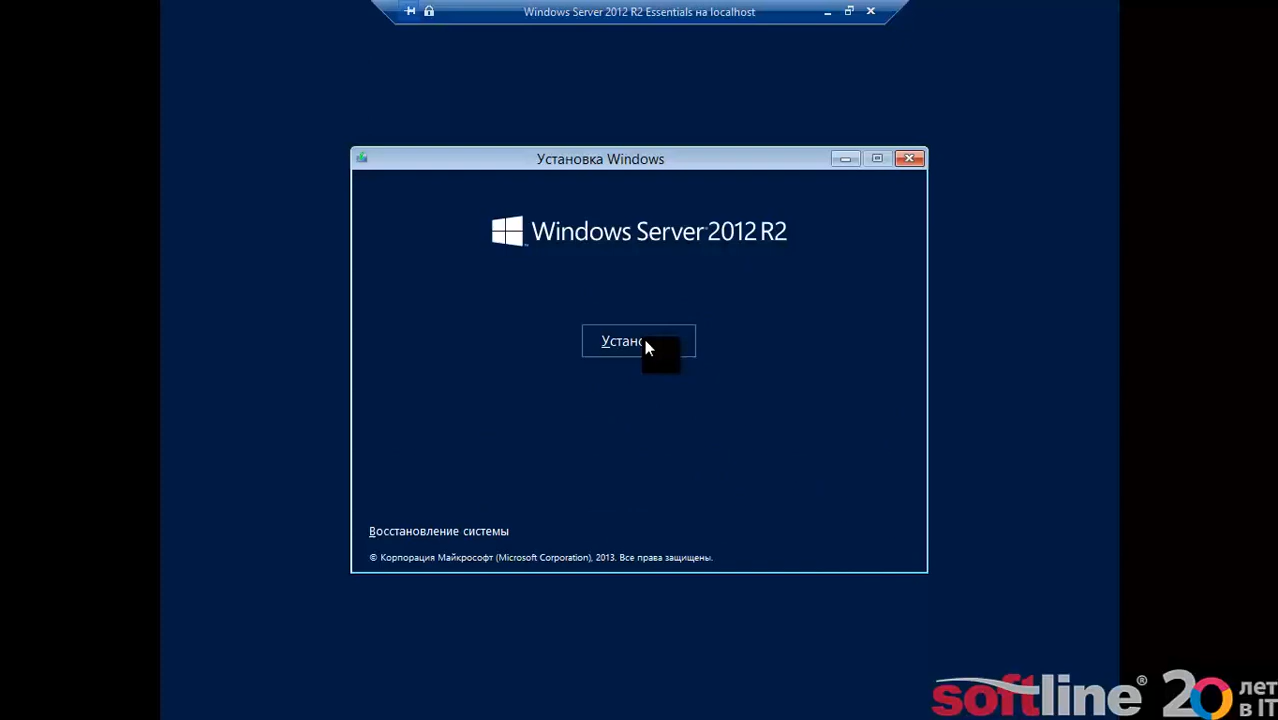 Windows Server 2012 R2 Essentials на localhost
Установка Windows
Windows Server 2012 R2
Восстановление системы
© Корпорация Майкрософт (Microsoft Corporation), 2013. Все права защищены.
softline® 20 лет
в IT